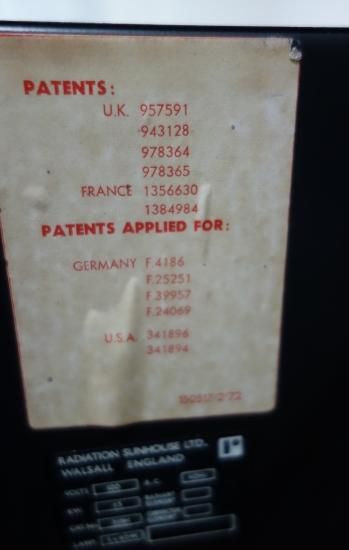 PATENTS:
U.K. 957591
943128
978364
978365
FRANCE 1356630
1384984
PATENTS APPLIED FOR:
GERMANY F.4186
F.25251
F.39957
F.24069
U.S.A. 341896
341894
RADIATION SUNHOUSE LTD.
WALSALL ENGLAND
VOLTS A.C.
KW.